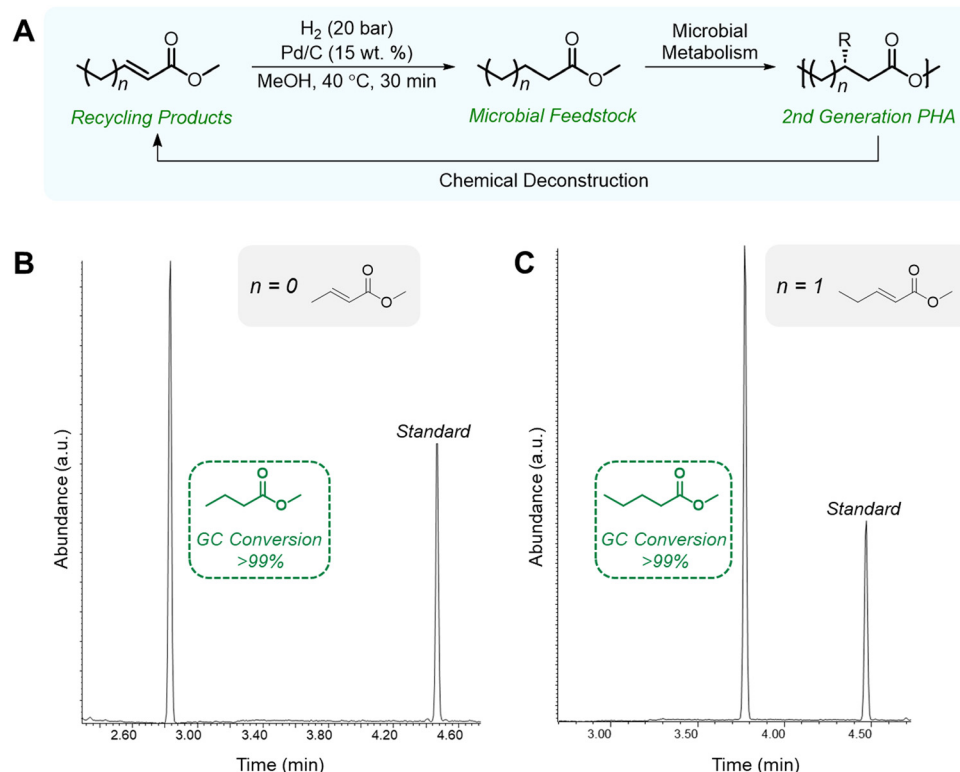 A
H2 (20 bar)
Pd/C (15 wt. %)
MeOH, 40 °C, 30 min
Microbial
Metabolism
n
O
O
n
O
O
R
n
O
O
Recycling Products
Microbial Feedstock
2nd Generation PHA
Chemical Deconstruction
B
n = 0
O
O
Standard
O
O
GC Conversion
>99%
Abundance (a.u.)
2.60 3.00 3.40 3.80 4.20 4.60
Time (min)
C
n = 1
O
O
Standard
O
O
GC Conversion
>99%
Abundance (a.u.)
3.00 3.50 4.00 4.50
Time (min)